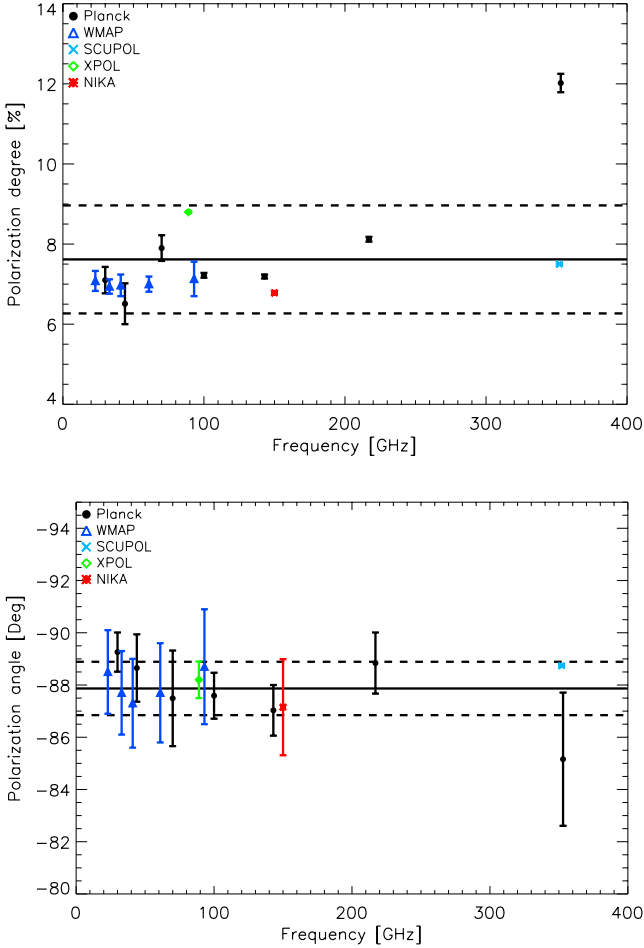 14
Planck
WMAP
SCUPOL
XPOL
NIKA
12
10
8
6
4
Polarization degree [%]
0
100
200
300
400
Frequency [GHz]
Planck
WMAP
SCUPOL
XPOL
NIKA
-94
-92
-90
-88
-86
-84
-82
-80
Polarization angle [Deg]
0
100
200
300
400
Frequency [GHz]